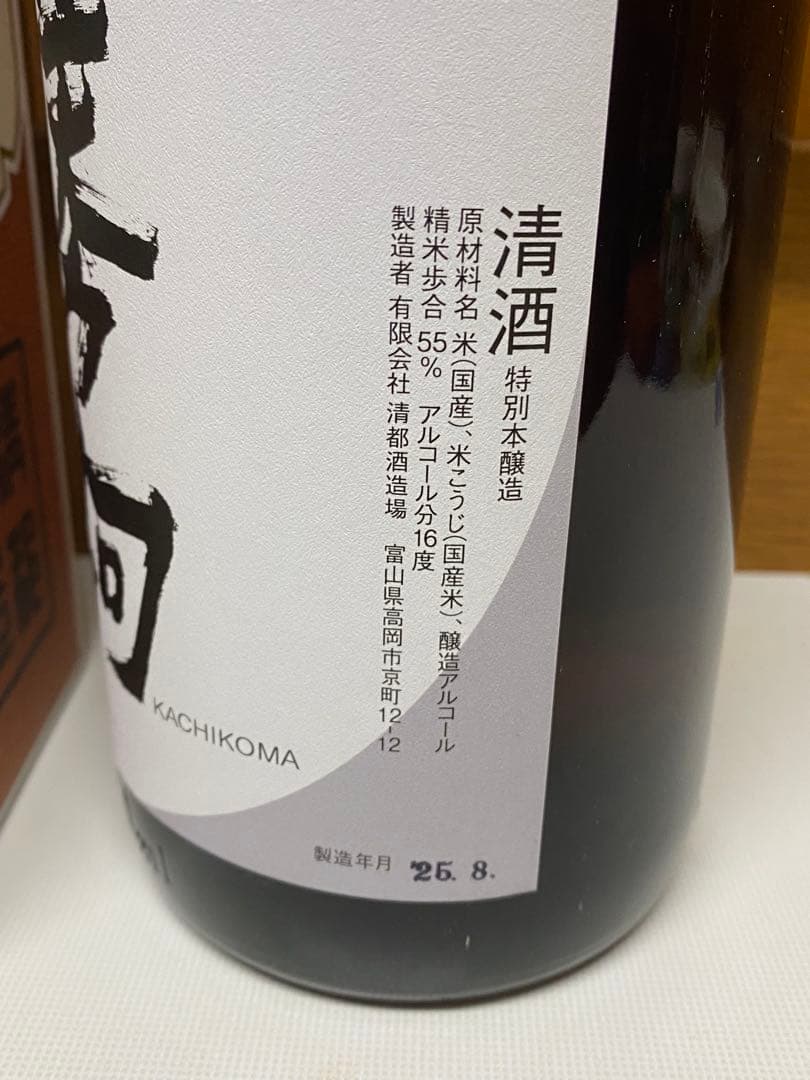 清酒 特別本醸造
原材料名 米(国産)、米こうじ(国産米)、醸造アルコール
精米歩合 55% アルコール分16度
製造者 有限会社 清都酒造場 富山県高岡市京町12-12
KACHIKOMA
製造年月 '25. 8.